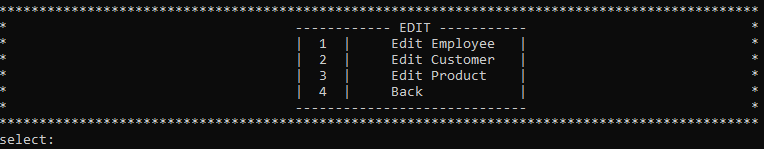 ***********************************************************************************************
*                                    ------------ EDIT -----------                            *
*                                    |  1  |     Edit Employee   |                            *
*                                    |  2  |     Edit Customer   |                            *
*                                    |  3  |     Edit Product    |                            *
*                                    |  4  |     Back            |                            *
*                                    -----------------------------                            *
***********************************************************************************************
select: